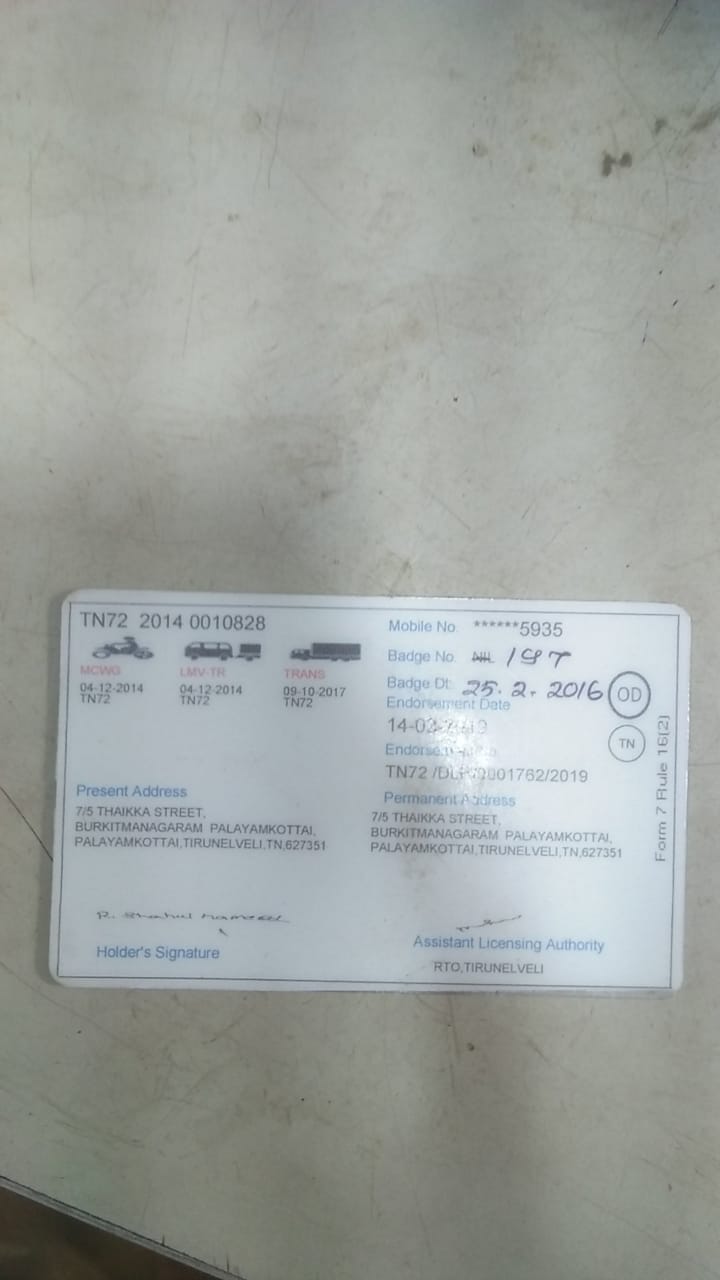 TN72 2014 0010828
MCWG
04-12-2014
TN72
LMV-TR
04-12-2014
TN72
TRANS
09-10-2017
TN72
Mobile No. ******5935
Badge No. 197
Badge Dt: 25.2.2016
OD
TN
Endorsement Date
TN72
Present Address
7/5 THAIKKA STREET,
BURKITMANAGARAM PALAYAMKOTTAI,
PALAYAMKOTTAI,TIRUNELVELI,TN,627351
Permanent Address
7/5 THAIKKA STREET,
BURKITMANAGARAM PALAYAMKOTTAI,
PALAYAMKOTTAI,TIRUNELVELI,TN,627351
Holder's Signature
Assistant Licensing Authority
RTO,TIRUNELVELI
Form 7 Rule 16(2)